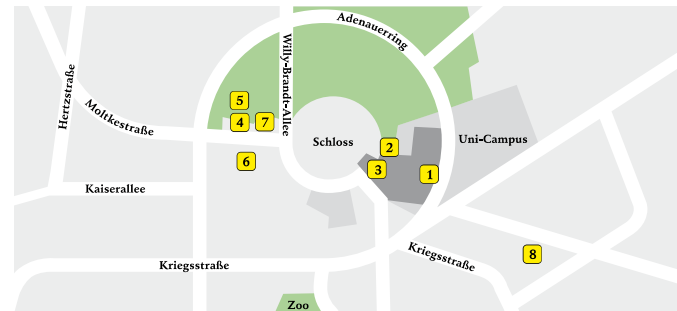 Adenauerring
Willy-Brandt-Allee
Hertzstraße
Moltkestraße
5
4
7
6
Schloss
2
3
1
Uni-Campus
Kaiserallee
Kriegsstraße
Kriegsstraße
8
Zoo